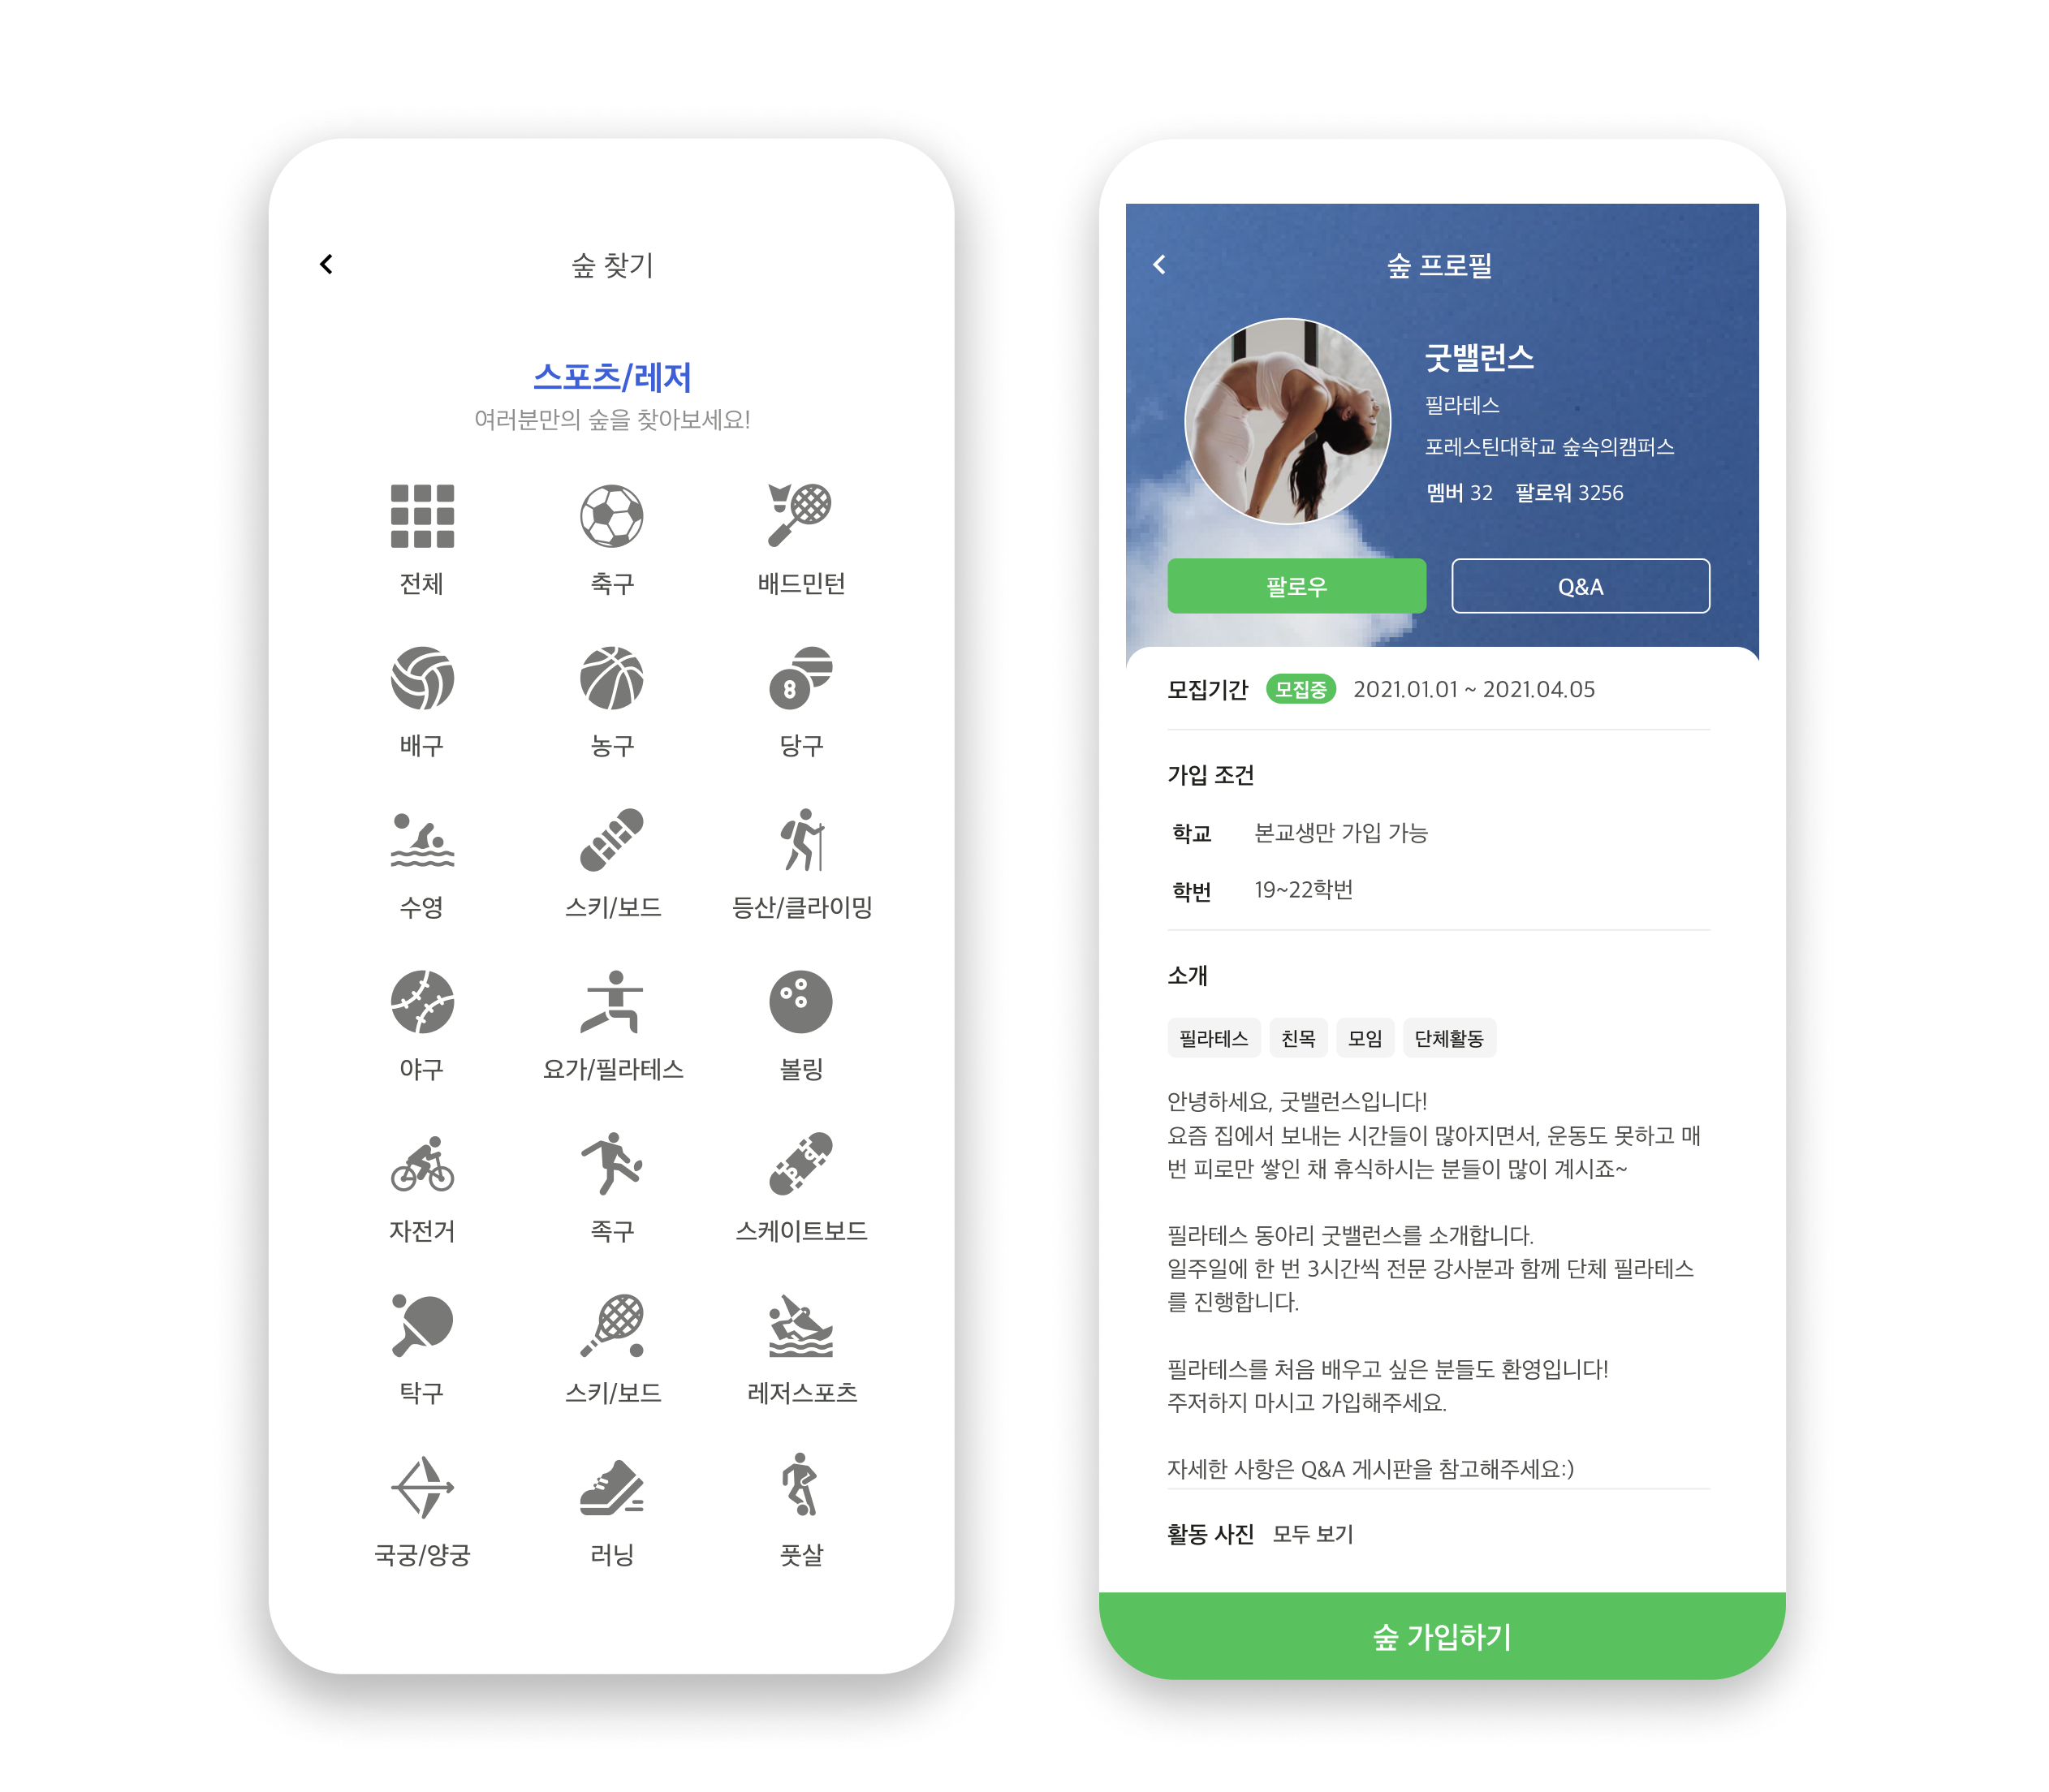 숲 찾기
스포츠/레저
여러분만의 숲을 찾아보세요!
전체
축구
배드민턴
배구
농구
8
당구
수영
스키/보드
등산/클라이밍
야구
요가/필라테스
볼링
자전거
족구
스케이트보드
탁구
스키/보드
레저스포츠
국궁/양궁
러닝
풋살
숲 프로필
굿밸런스
필라테스
포레스틴대학교 숲속의캠퍼스
멤버 32 팔로워 3256
팔로우
Q&A
모집기간 모집중 2021.01.01 ~ 2021.04.05
가입 조건
학교 본교생만 가입 가능
학번 19~22학번
소개
필라테스 친목 모임 단체활동
안녕하세요, 굿밸런스입니다!
요즘 집에서 보내는 시간들이 많아지면서, 운동도 못하고 매
번 피로만 쌓인 채 휴식하시는 분들이 많이 계시죠~
필라테스 동아리 굿밸런스를 소개합니다.
일주일에 한 번 3시간씩 전문 강사분과 함께 단체 필라테스
를 진행합니다.
필라테스를 처음 배우고 싶은 분들도 환영입니다!
주저하지 마시고 가입해주세요.
자세한 사항은 Q&A 게시판을 참고해주세요:)
활동 사진 모두 보기
숲 가입하기